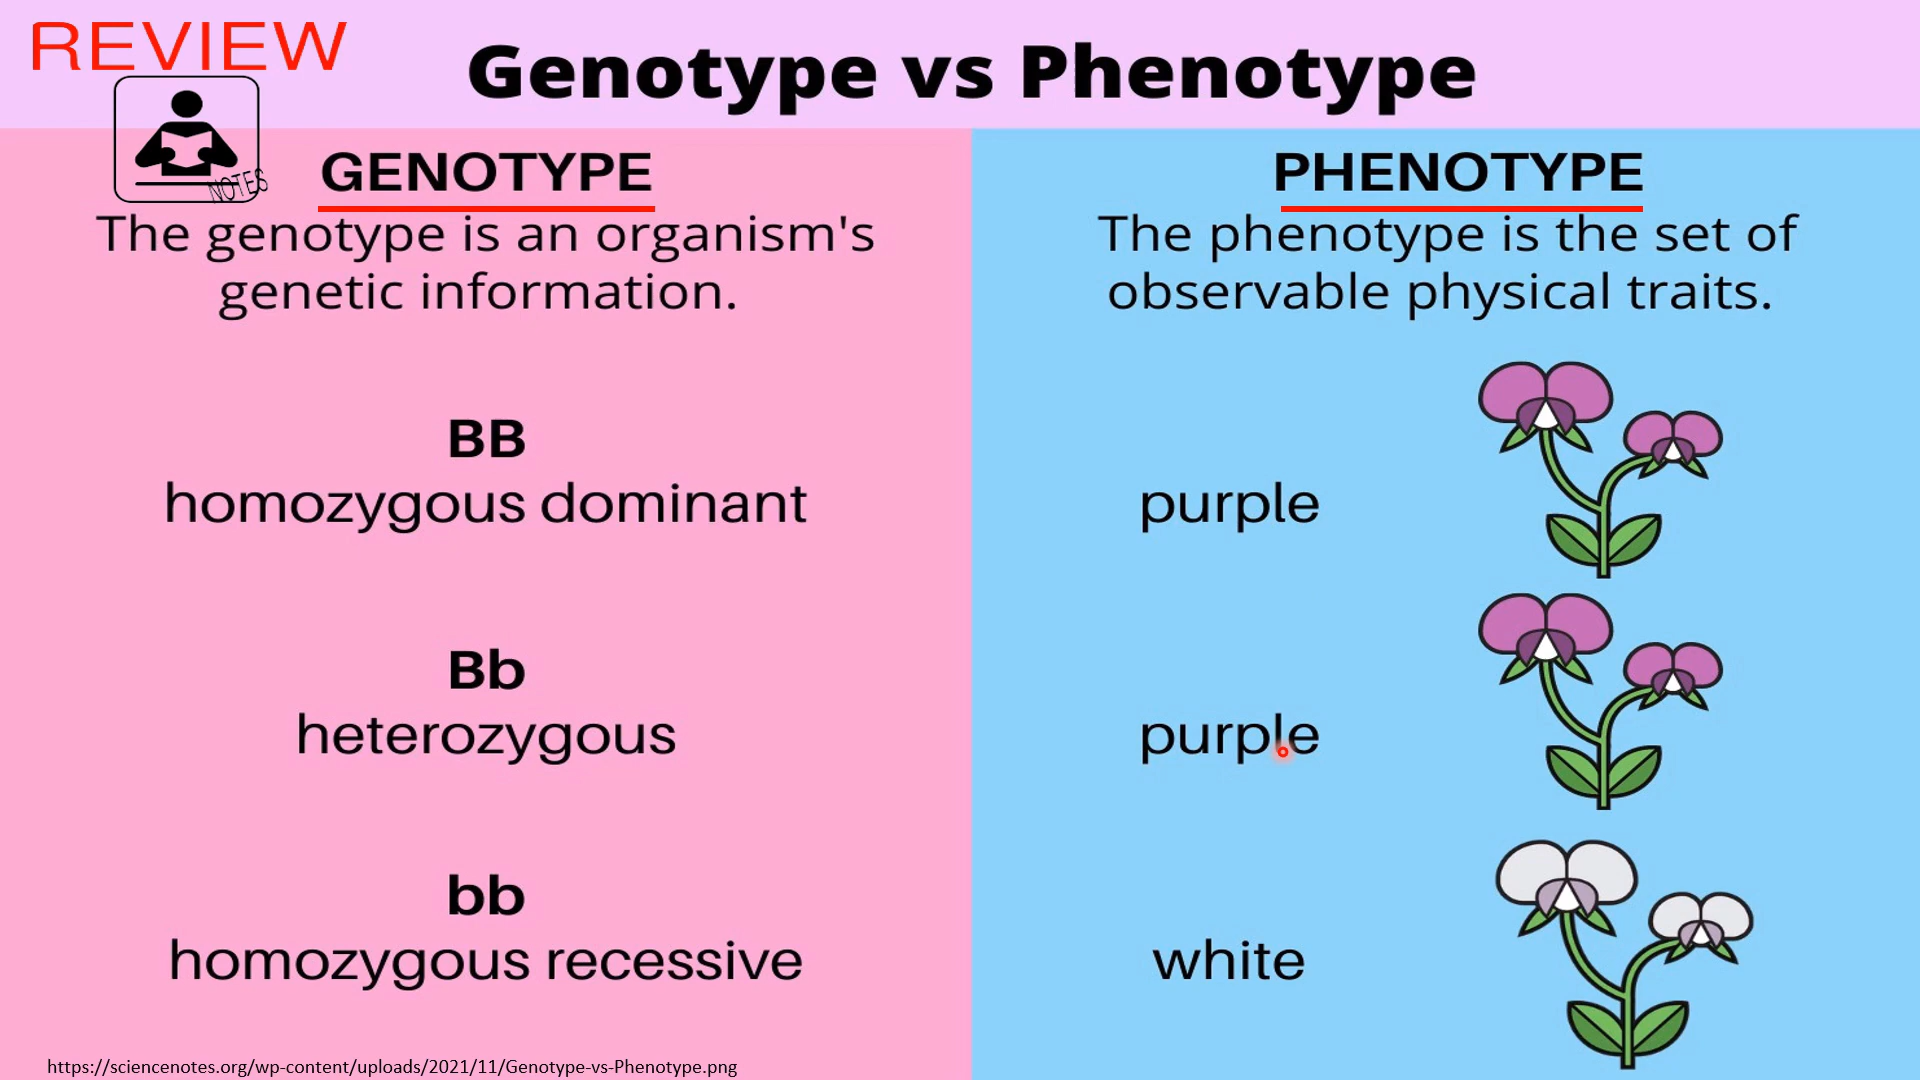 REVIEW
Genotype vs Phenotype
NOTES
GENOTYPE
The genotype is an organism's
genetic information.
BB
homozygous dominant
Bb
heterozygous
bb
homozygous recessive
PHENOTYPE
The phenotype is the set of
observable physical traits.
purple
purple
white
https://sciencenotes.org/wp-content/uploads/2021/11/Genotype-vs-Phenotype.png